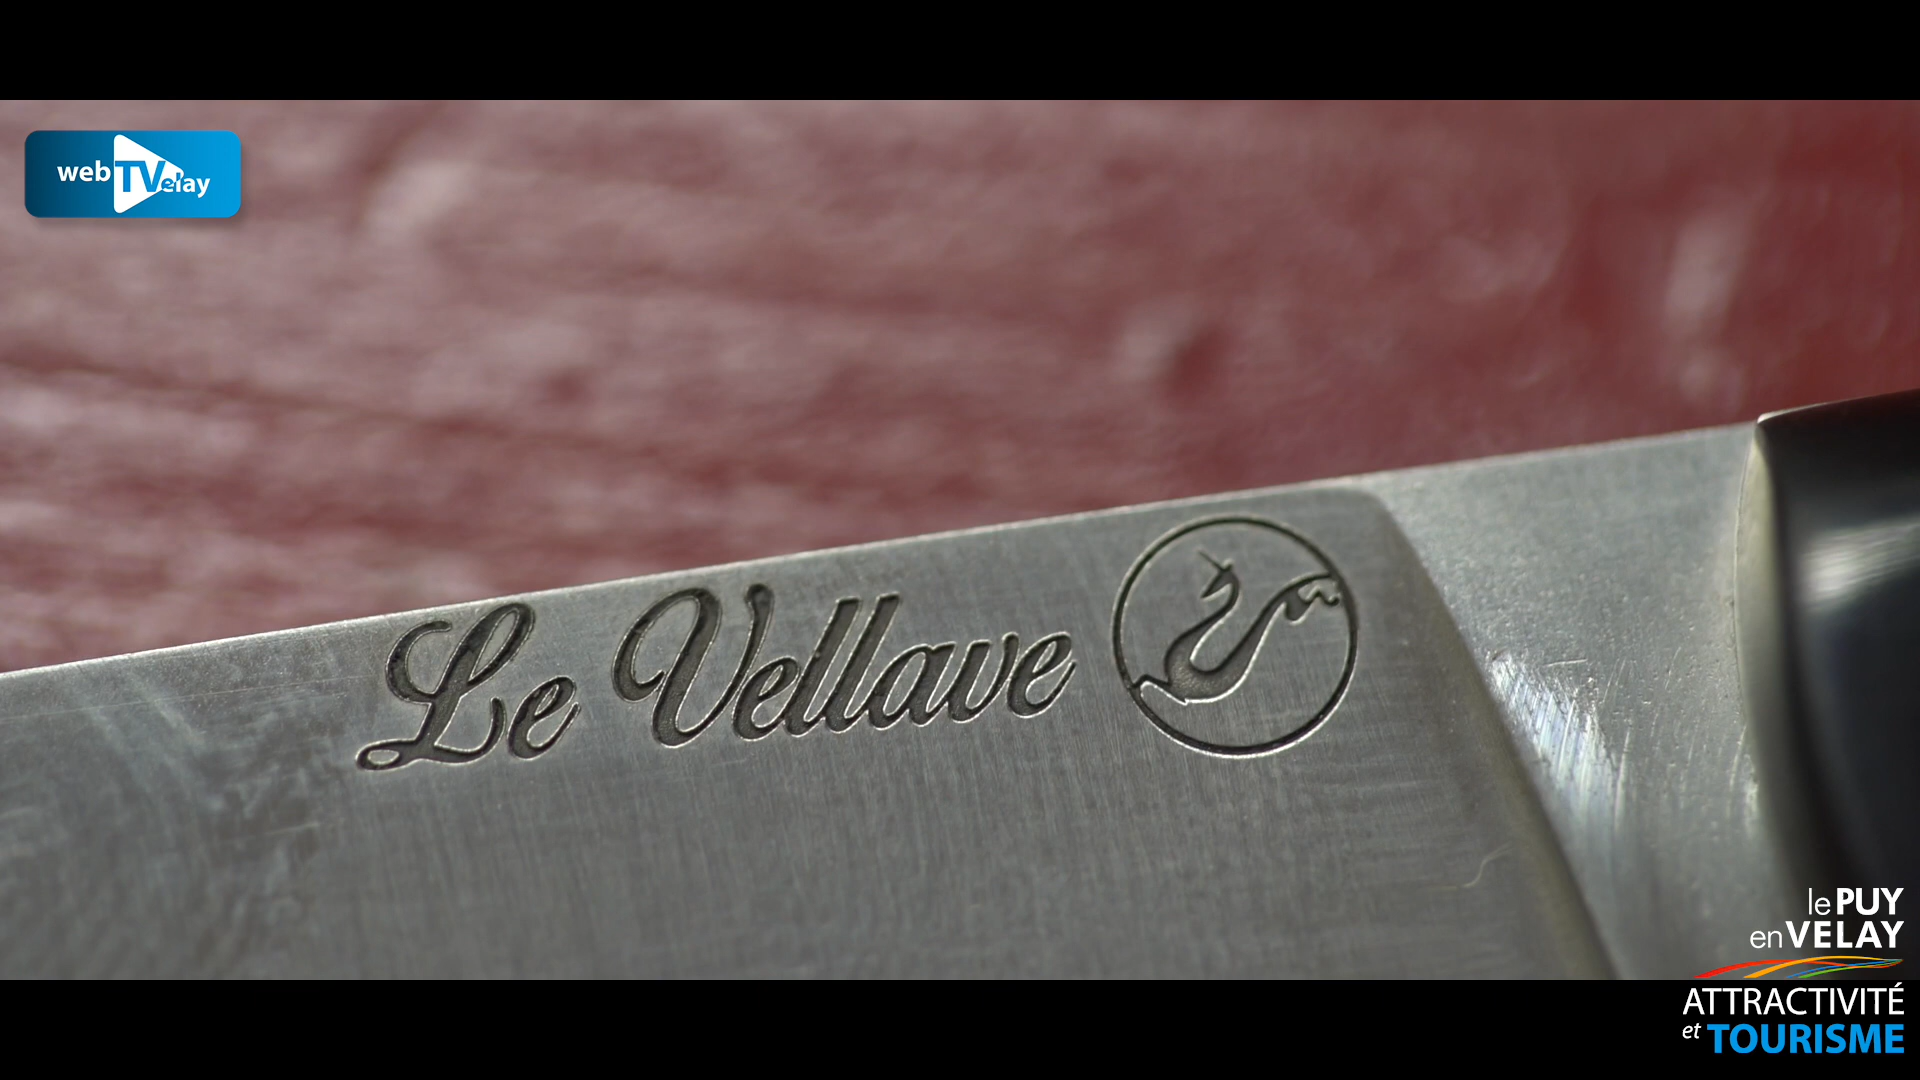 webTVelay
Le Vellave
le PUY
en VELAY
ATTRACTIVITÉ
et TOURISME